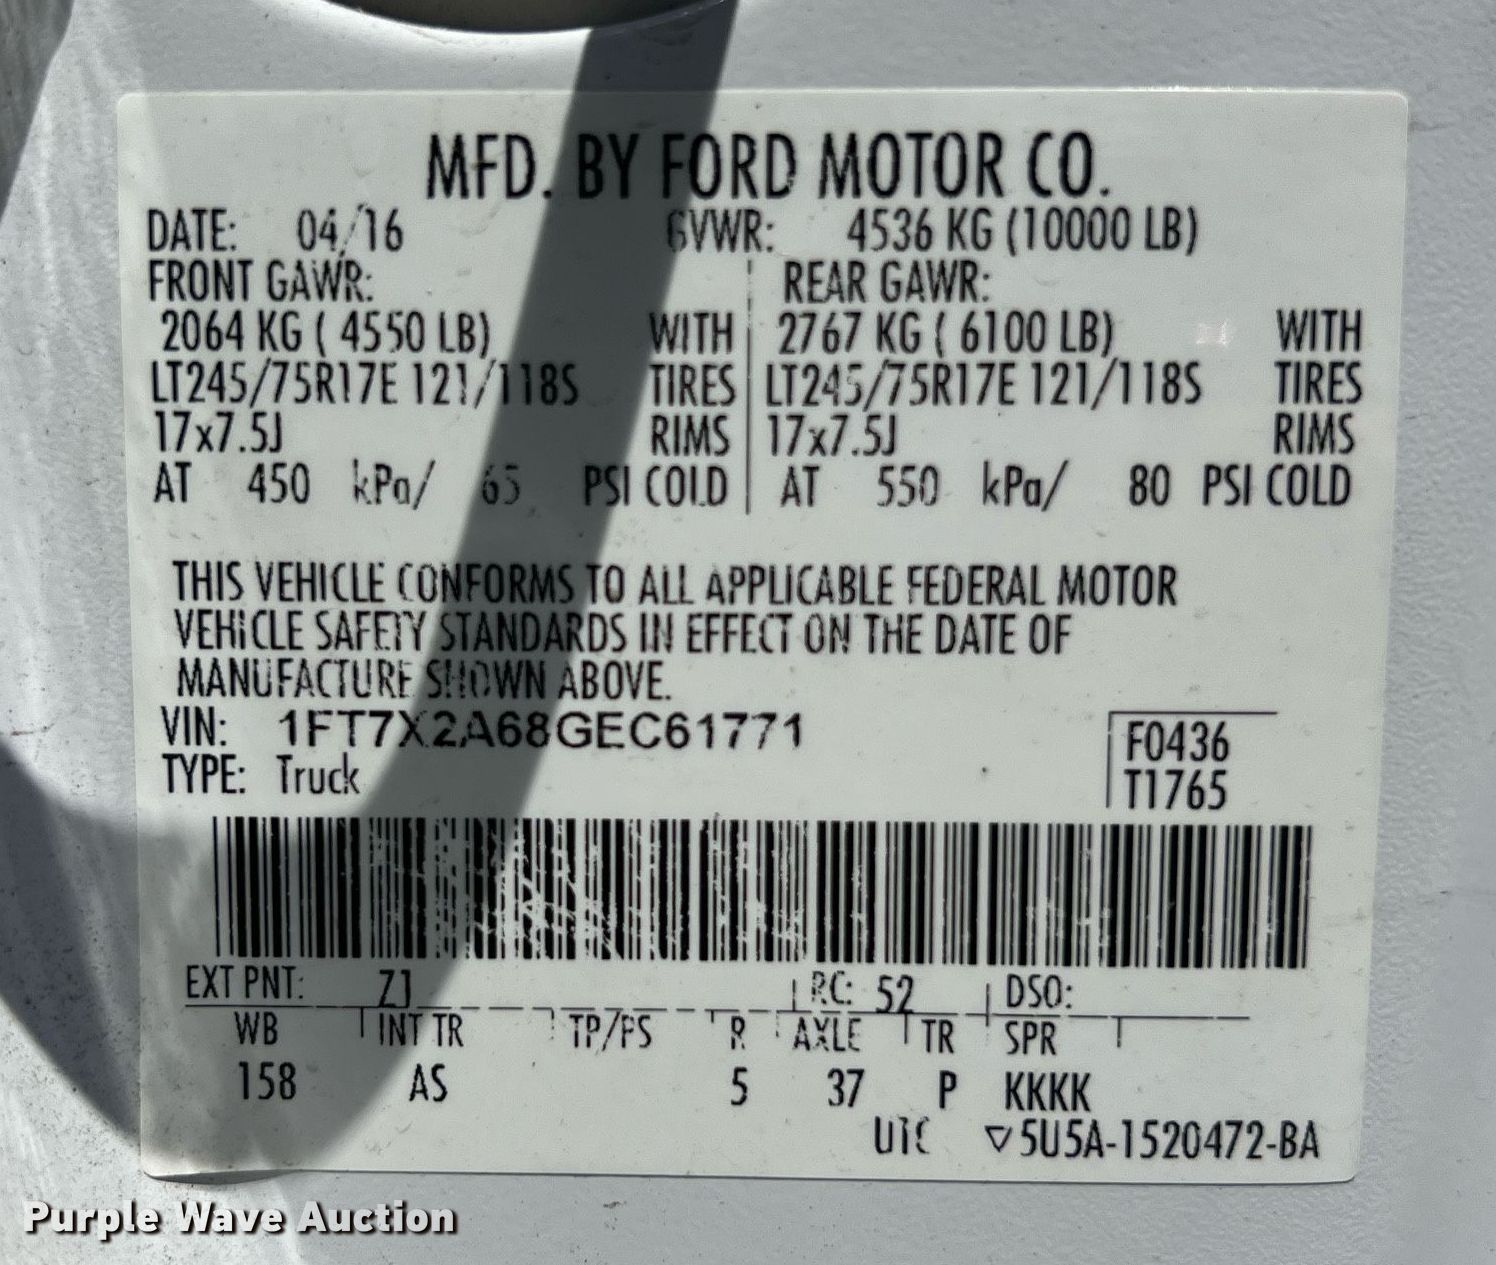 MFD. BY FORD MOTOR CO.
DATE: 04/16 GVWR: 4536 KG (10000 LB)
FRONT GAWR: REAR GAWR:
2064 KG ( 4550 LB) WITH 2767 KG ( 6100 LB) WITH
LT245/75R17E 121/118S TIRES LT245/75R17E 121/118S TIRES
17x7.5J RIMS 17x7.5J RIMS
AT 450 kPa/ 65 PSI COLD AT 550 kPa/ 80 PSI COLD
THIS VEHICLE CONFORMS TO ALL APPLICABLE FEDERAL MOTOR
VEHICLE SAFETY STANDARDS IN EFFECT ON THE DATE OF
MANUFACTURE SHOWN ABOVE.
VIN: 1FT7X2A68GEC61771
TYPE: Truck
F0436
T1765
EXT PNT: Z1 RC: 52 DSO:
WB INT TR TP/PS R AXLE TR SPR
158 AS 5 37 P KKKK
UTC ▽5U5A-1520472-BA
Purple Wave Auction